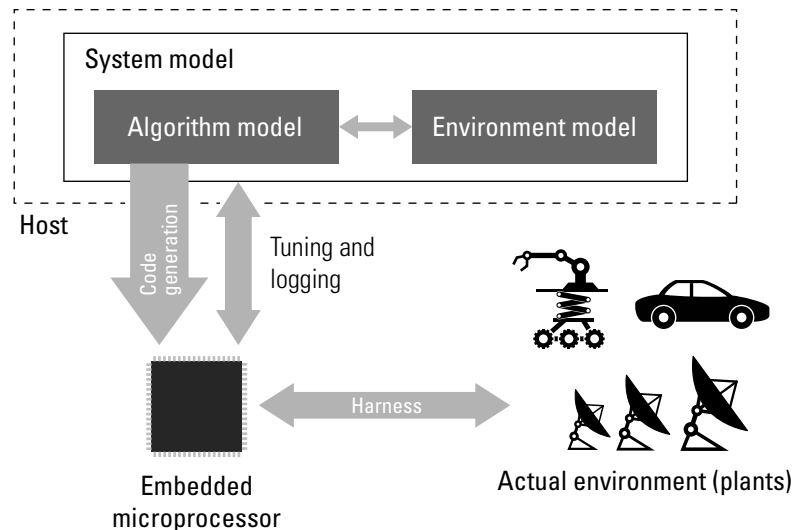 System model
Algorithm model
Environment model
Host
Code
generation
Tuning and
logging
Harness
Embedded
microprocessor
Actual environment (plants)